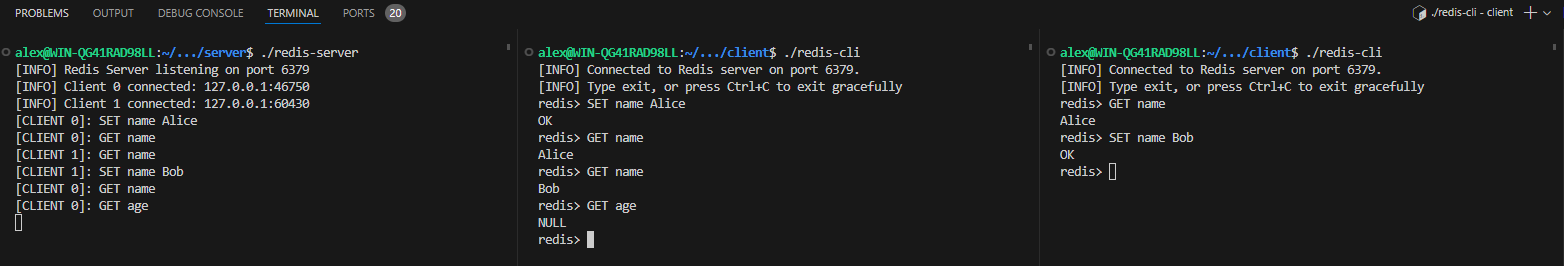 PROBLEMS OUTPUT DEBUG CONSOLE TERMINAL PORTS 20
./redis-cli - client
alex@WIN-QG41RAD98LL:~/.../server$ ./redis-server
[INFO] Redis Server listening on port 6379
[INFO] Client 0 connected: 127.0.0.1:46750
[INFO] Client 1 connected: 127.0.0.1:60430
[CLIENT 0]: SET name Alice
[CLIENT 0]: GET name
[CLIENT 1]: GET name
[CLIENT 1]: SET name Bob
[CLIENT 0]: GET name
[CLIENT 0]: GET age
alex@WIN-QG41RAD98LL:~/.../client$ ./redis-cli
[INFO] Connected to Redis server on port 6379.
[INFO] Type exit, or press Ctrl+C to exit gracefully
redis> SET name Alice
OK
redis> GET name
Alice
redis> GET name
Bob
redis> GET age
NULL
redis>
alex@WIN-QG41RAD98LL:~/.../client$ ./redis-cli
[INFO] Connected to Redis server on port 6379.
[INFO] Type exit, or press Ctrl+C to exit gracefully
redis> GET name
Alice
redis> SET name Bob
OK
redis>